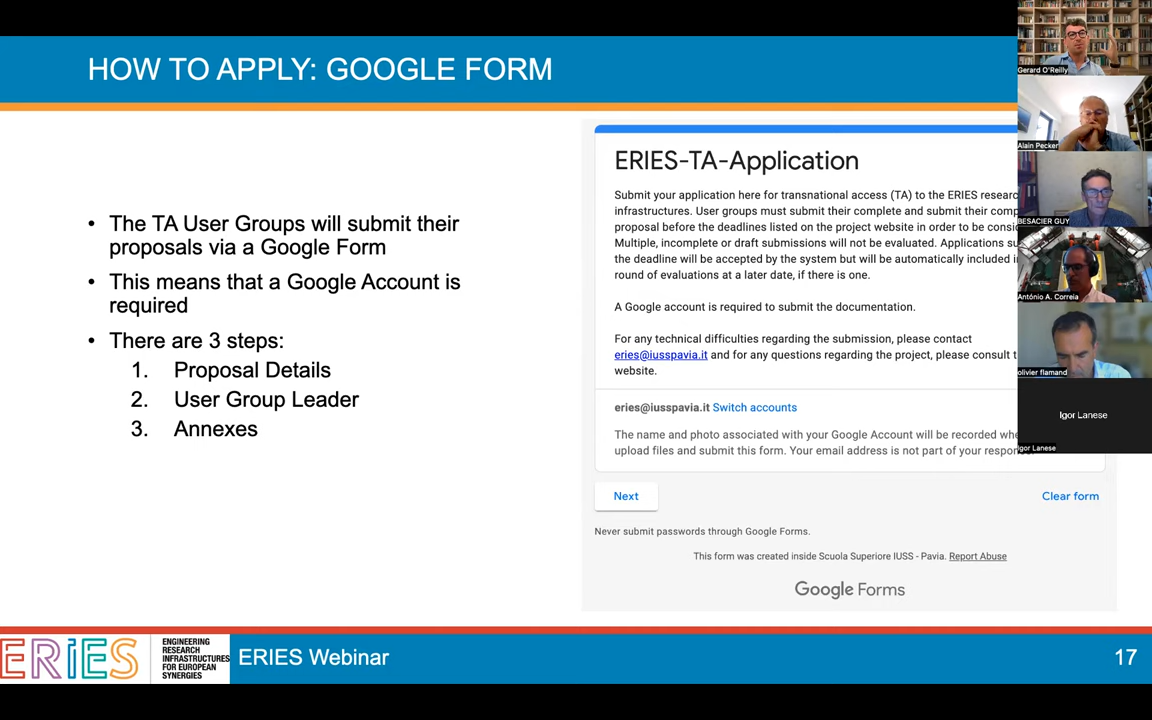 HOW TO APPLY: GOOGLE FORM
• The TA User Groups will submit their
proposals via a Google Form
• This means that a Google Account is
required
• There are 3 steps:
1. Proposal Details
2. User Group Leader
3. Annexes
ERIES-TA-Application
Submit your application here for transnational access (TA) to the ERIES
infrastructures. User groups must submit their complete and submit their
proposal before the deadlines listed on the project website in order to be
Multiple, incomplete or draft submissions will not be evaluated. Applications
the deadline will be accepted by the system but will be automatically included
round of evaluations at a later date, if there is one.
A Google account is required to submit the documentation.
For any technical difficulties regarding the submission, please contact
eries@iusspavia.it and for any questions regarding the project, please consult
website.
eries@iusspavia.it Switch accounts
The name and photo associated with your Google Account will be recorded
upload files and submit this form. Your email address is not part of your
Next
Clear form
Never submit passwords through Google Forms.
This form was created inside Scuola Superiore IUSS - Pavia. Report Abuse
Google Forms
Gerard O'Reilly
Alain Pecker
BESACIER GUY
António A. Correia
olivier flamand
Igor Lanese
Igor Lanese
ERIES
ENGINEERING
RESEARCH
INFRASTRUCTURES
FOR EUROPEAN
SYNERGIES
ERIES Webinar
17